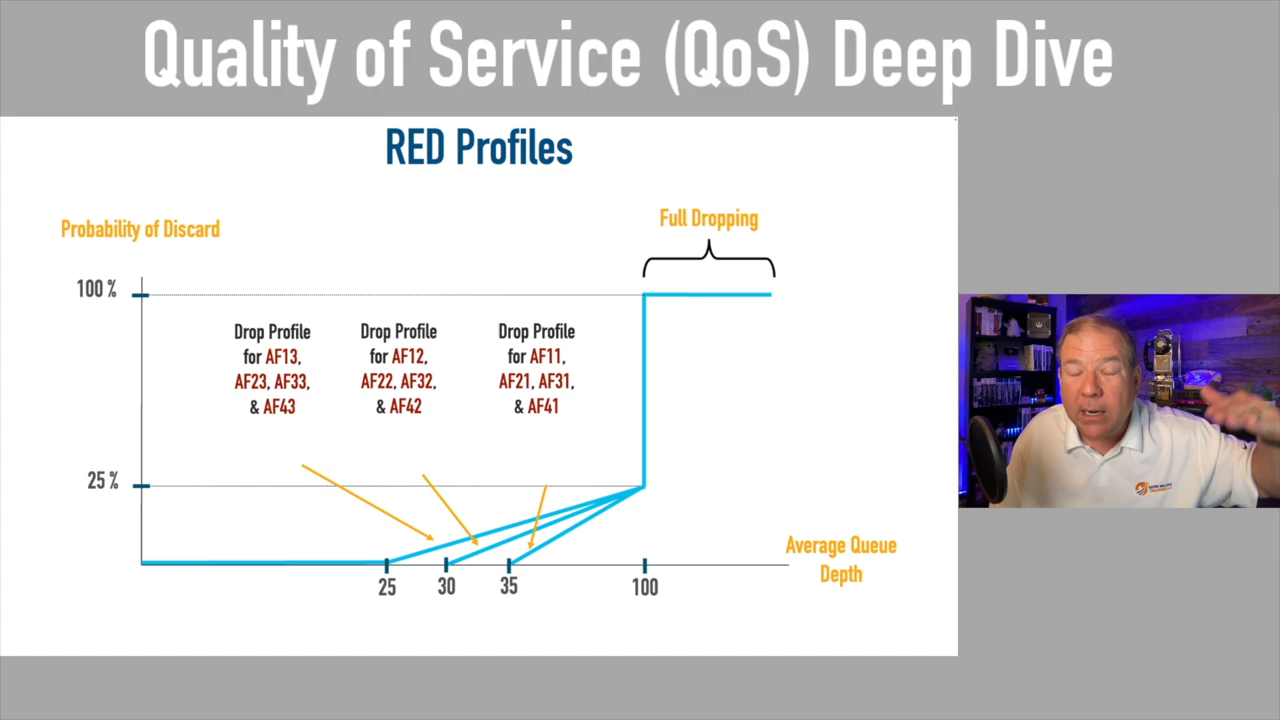 Quality of Service (QoS) Deep Dive
RED Profiles
Probability of Discard
Full Dropping
100 %
Drop Profile
for AF13,
AF23, AF33,
& AF43
Drop Profile
for AF12,
AF22, AF32,
& AF42
Drop Profile
for AF11,
AF21, AF31,
& AF41
25 %
25
30
35
100
Average Queue
Depth